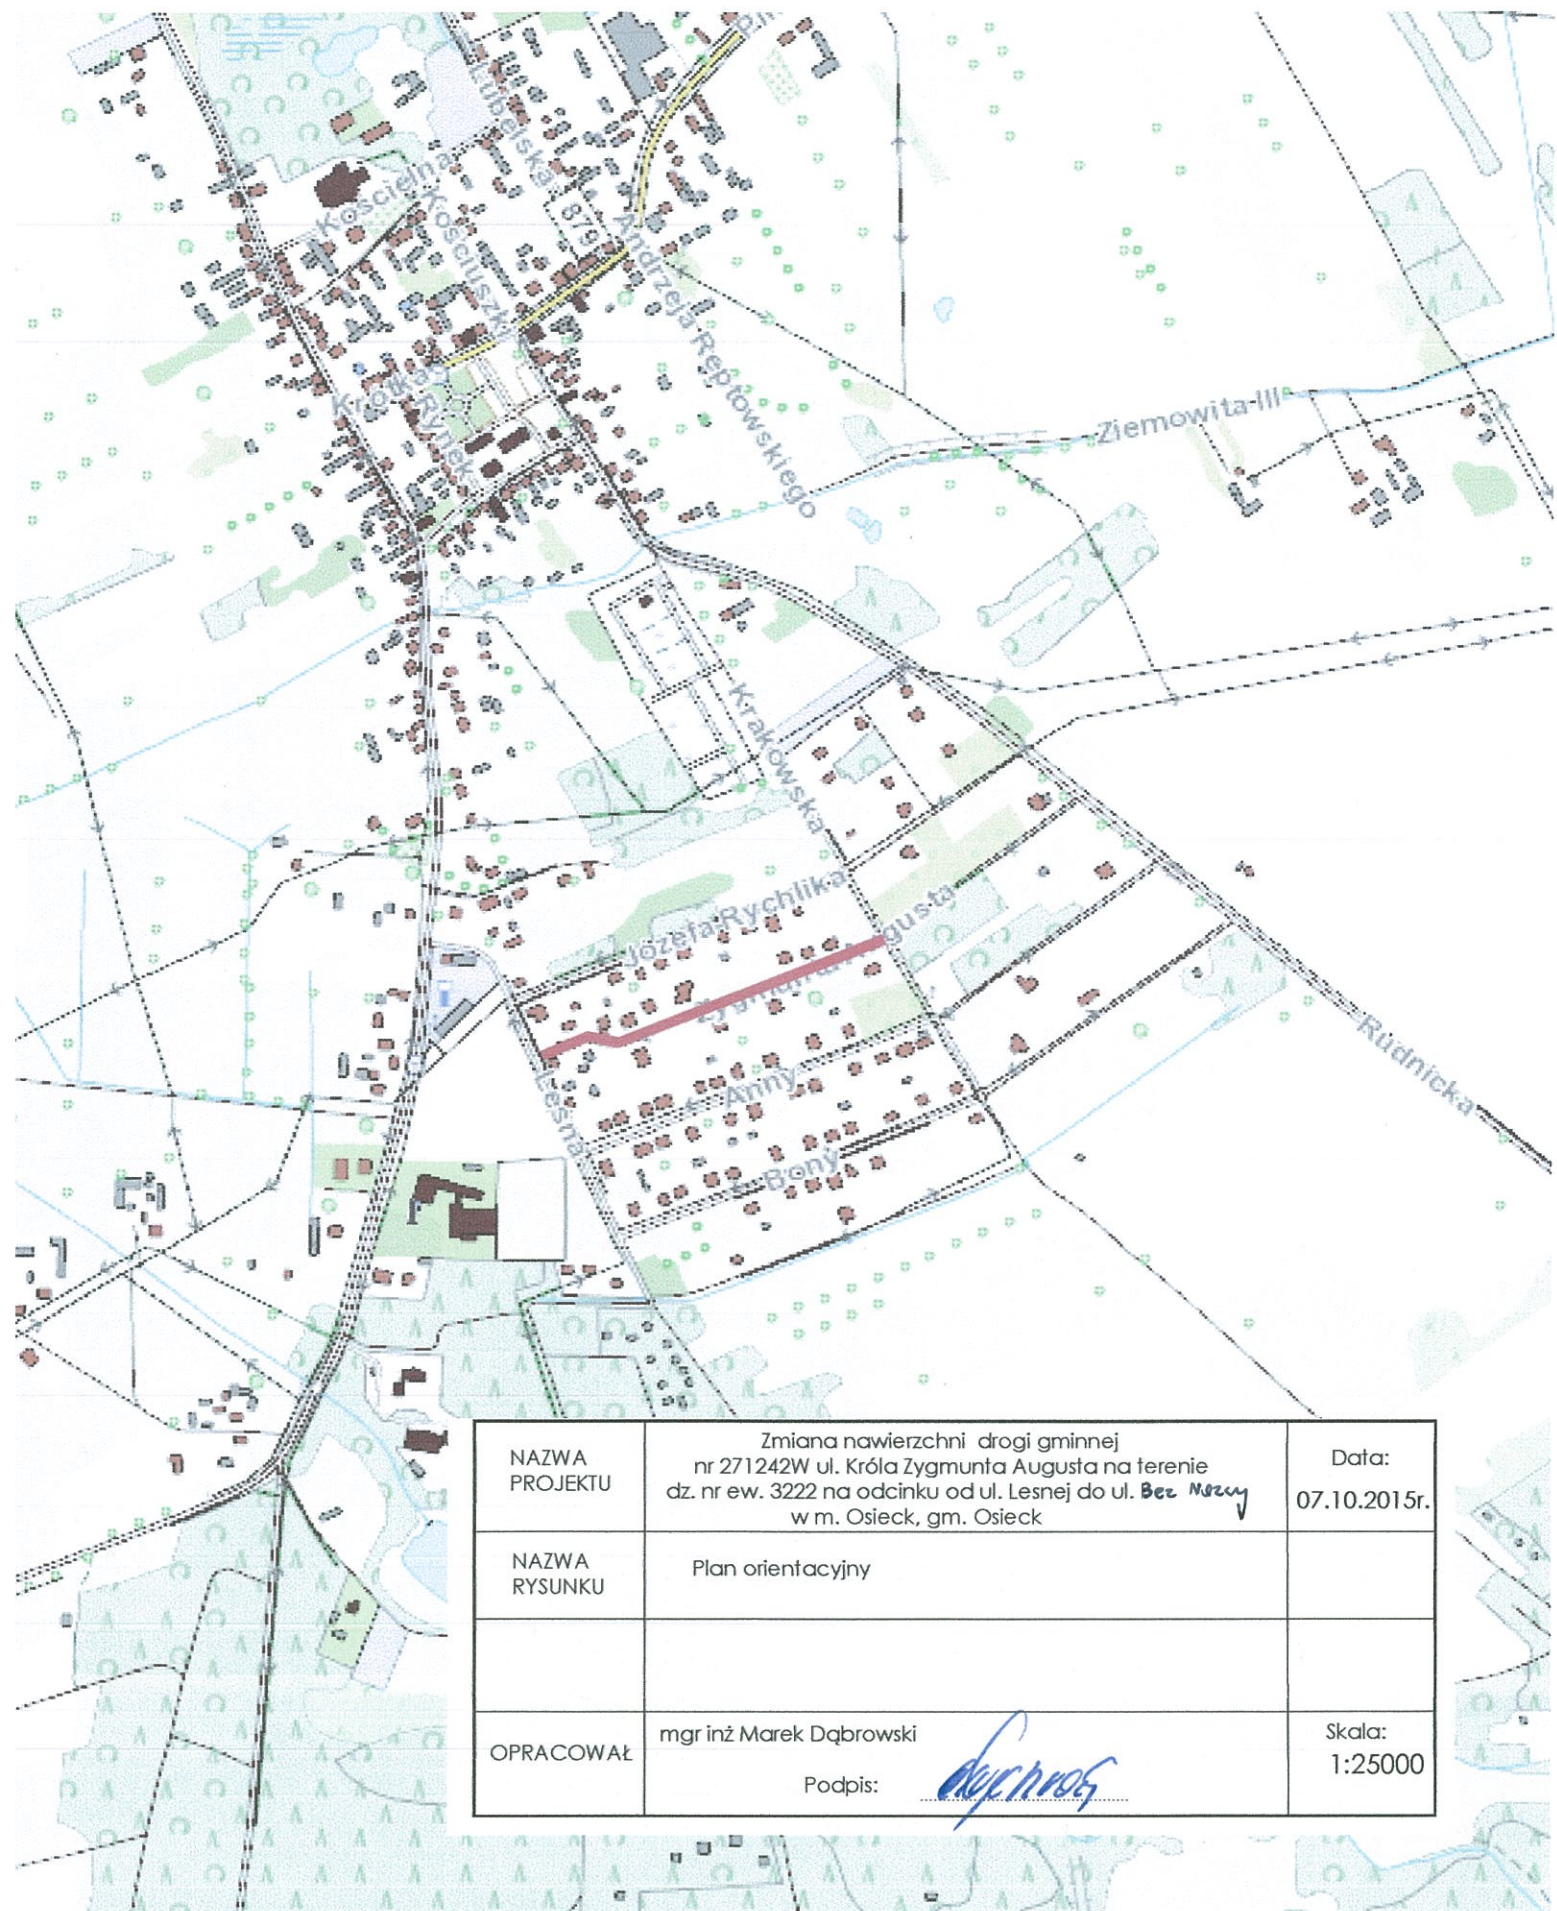 Lubelska
Kościelna
Kościuszki
879
Andrzeja Reptowskiego
Krótka
Rynek
Ziemowita III
Krakowska
Józefa Rychlika
Augusta
Rudnicka
Leśna
Anny
Bony
NAZWA
PROJEKTU
Zmiana nawierzchni drogi gminnej
nr 271242W ul. Króla Zygmunta Augusta na terenie
dz. nr ew. 3222 na odcinku od ul. Lesnej do ul. Bez Nazwy
w m. Osieck, gm. Osieck
Data:
07.10.2015r.
NAZWA
RYSUNKU
Plan orientacyjny
OPRACOWAŁ
mgr inż Marek Dąbrowski
Podpis:
Skala:
1:25000